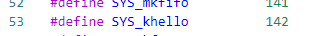 52 #define SYS_mkfifo 141
53 #define SYS_khello 142